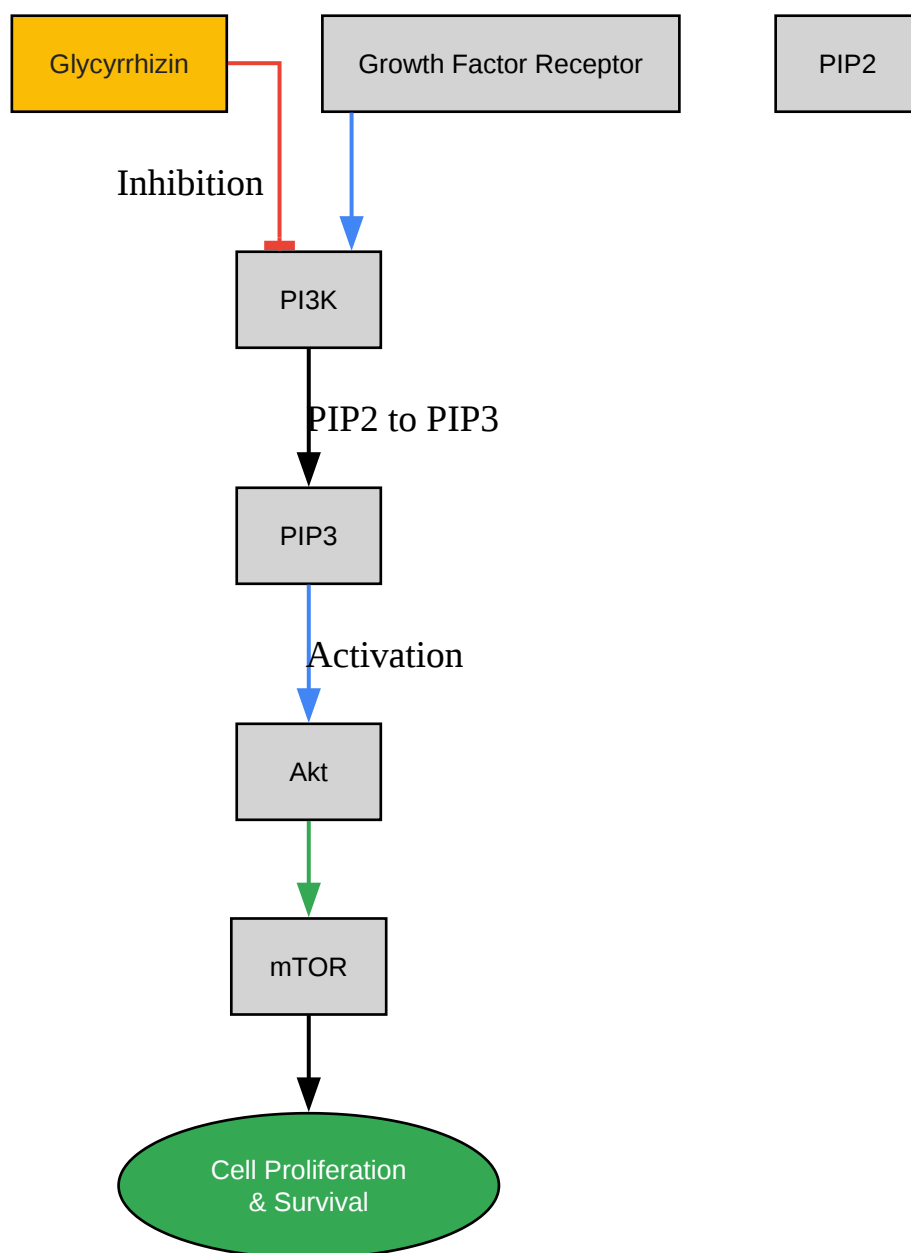 Glycyrrhizin
Growth Factor Receptor
PIP2
Inhibition
PI3K
PIP2 to PIP3
PIP3
Activation
Akt
mTOR
Cell Proliferation
& Survival